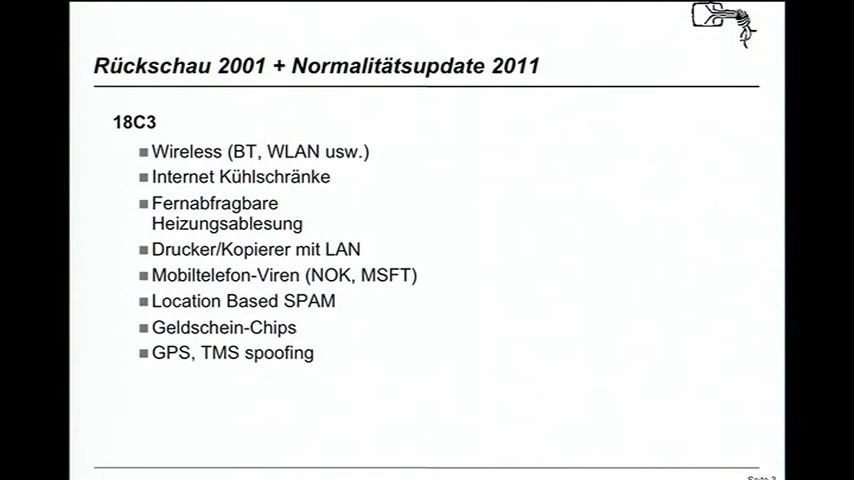 Rückschau 2001 + Normalitätsupdate 2011
18C3
Wireless (BT, WLAN usw.)
Internet Kühlschränke
Fernabfragbare
Heizungsablesung
Drucker/Kopierer mit LAN
Mobiltelefon-Viren (NOK, MSFT)
Location Based SPAM
Geldschein-Chips
GPS, TMS spoofing